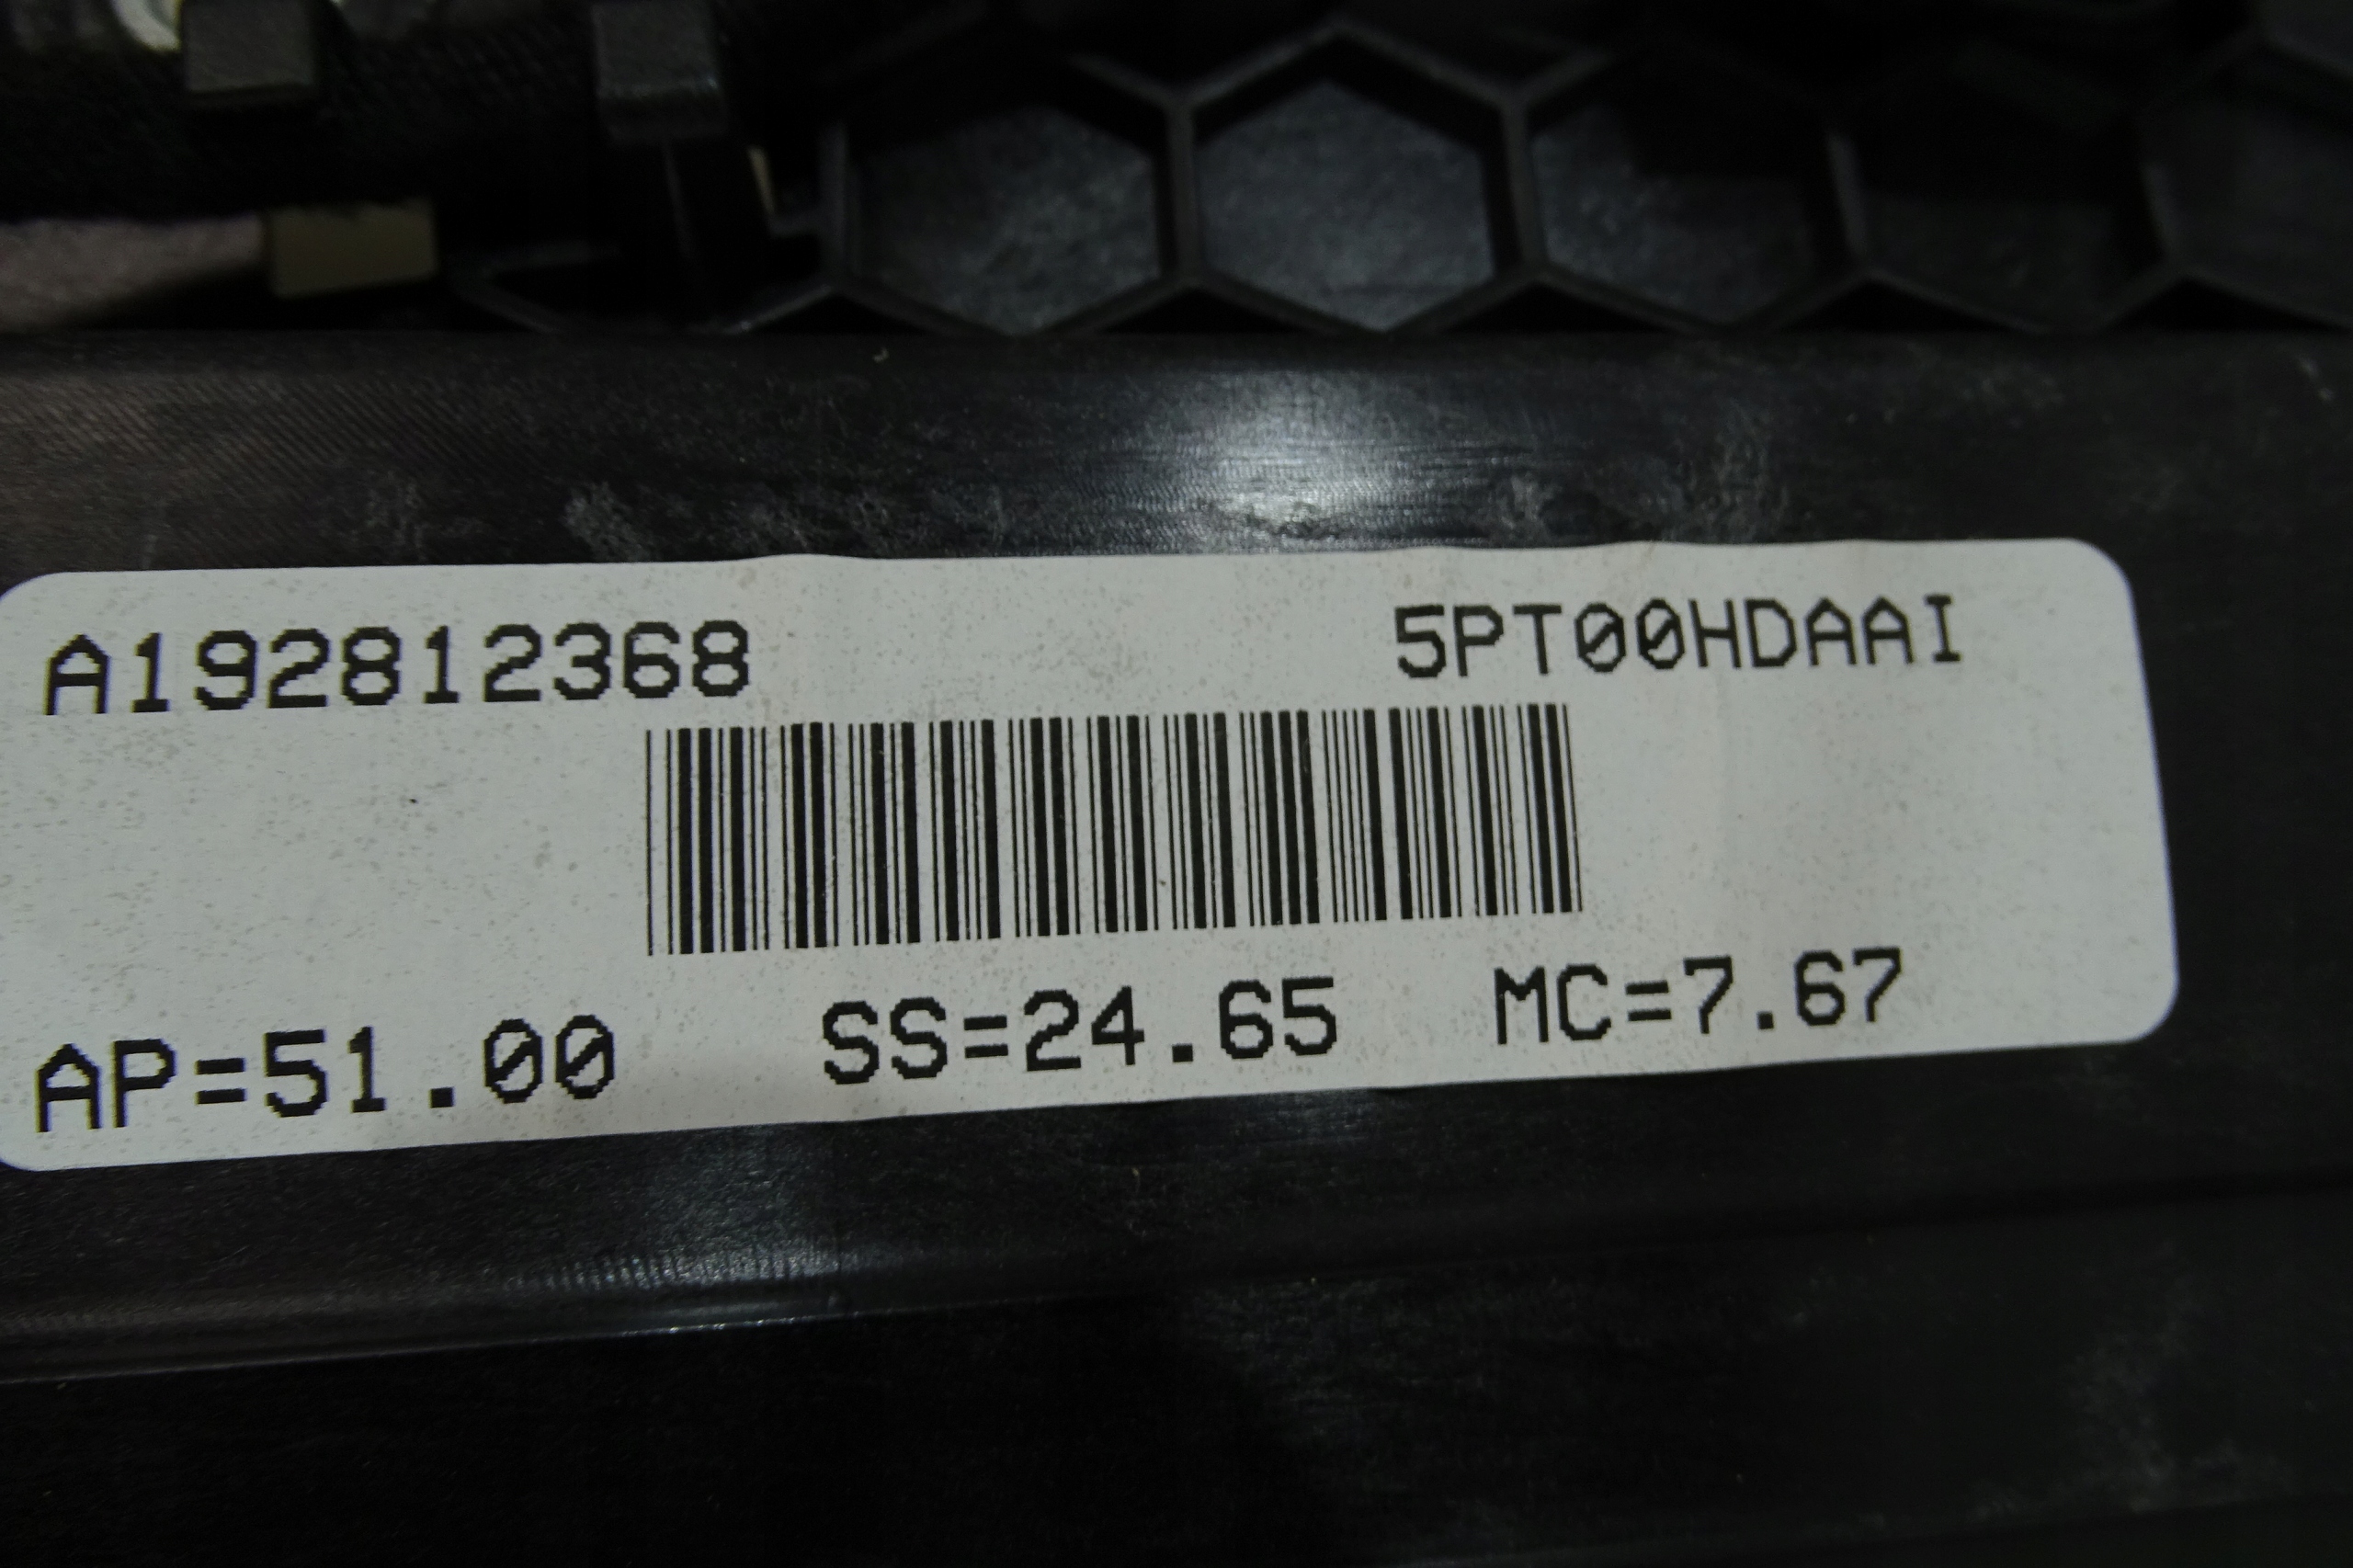 A192812368 5PT00HDAAI
AP=51.00 SS=24.65 MC=7.67